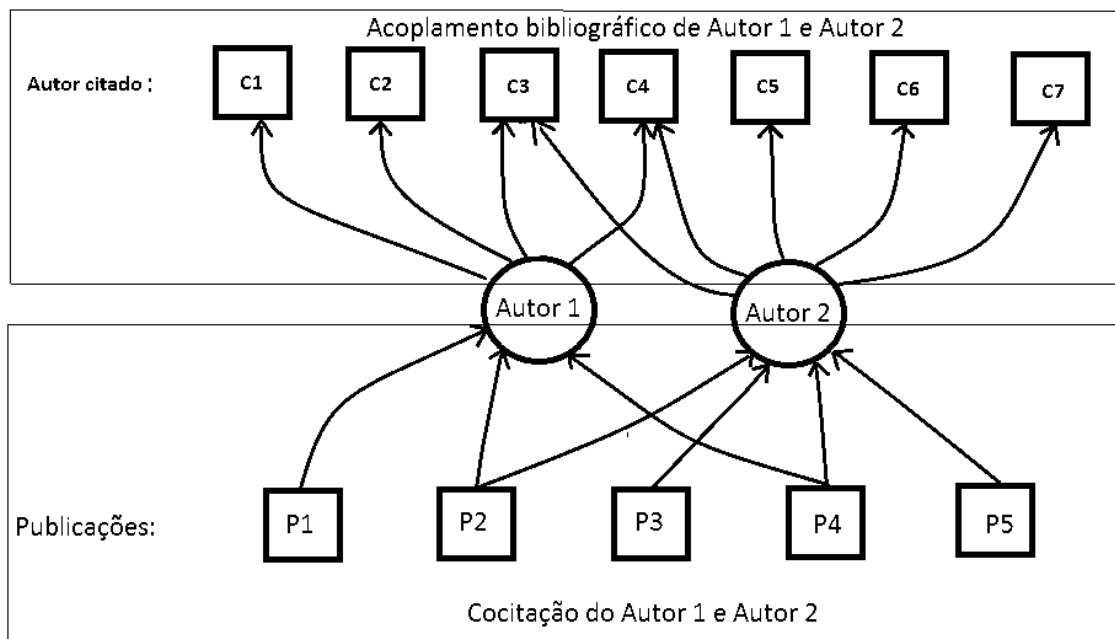 Acoplamento bibliográfico de Autor 1 e Autor 2
Autor citado :
C1
C2
C3
C4
C5
C6
C7
Autor 1
Autor 2
Publicações:
P1
P2
P3
P4
P5
Cocitação do Autor 1 e Autor 2